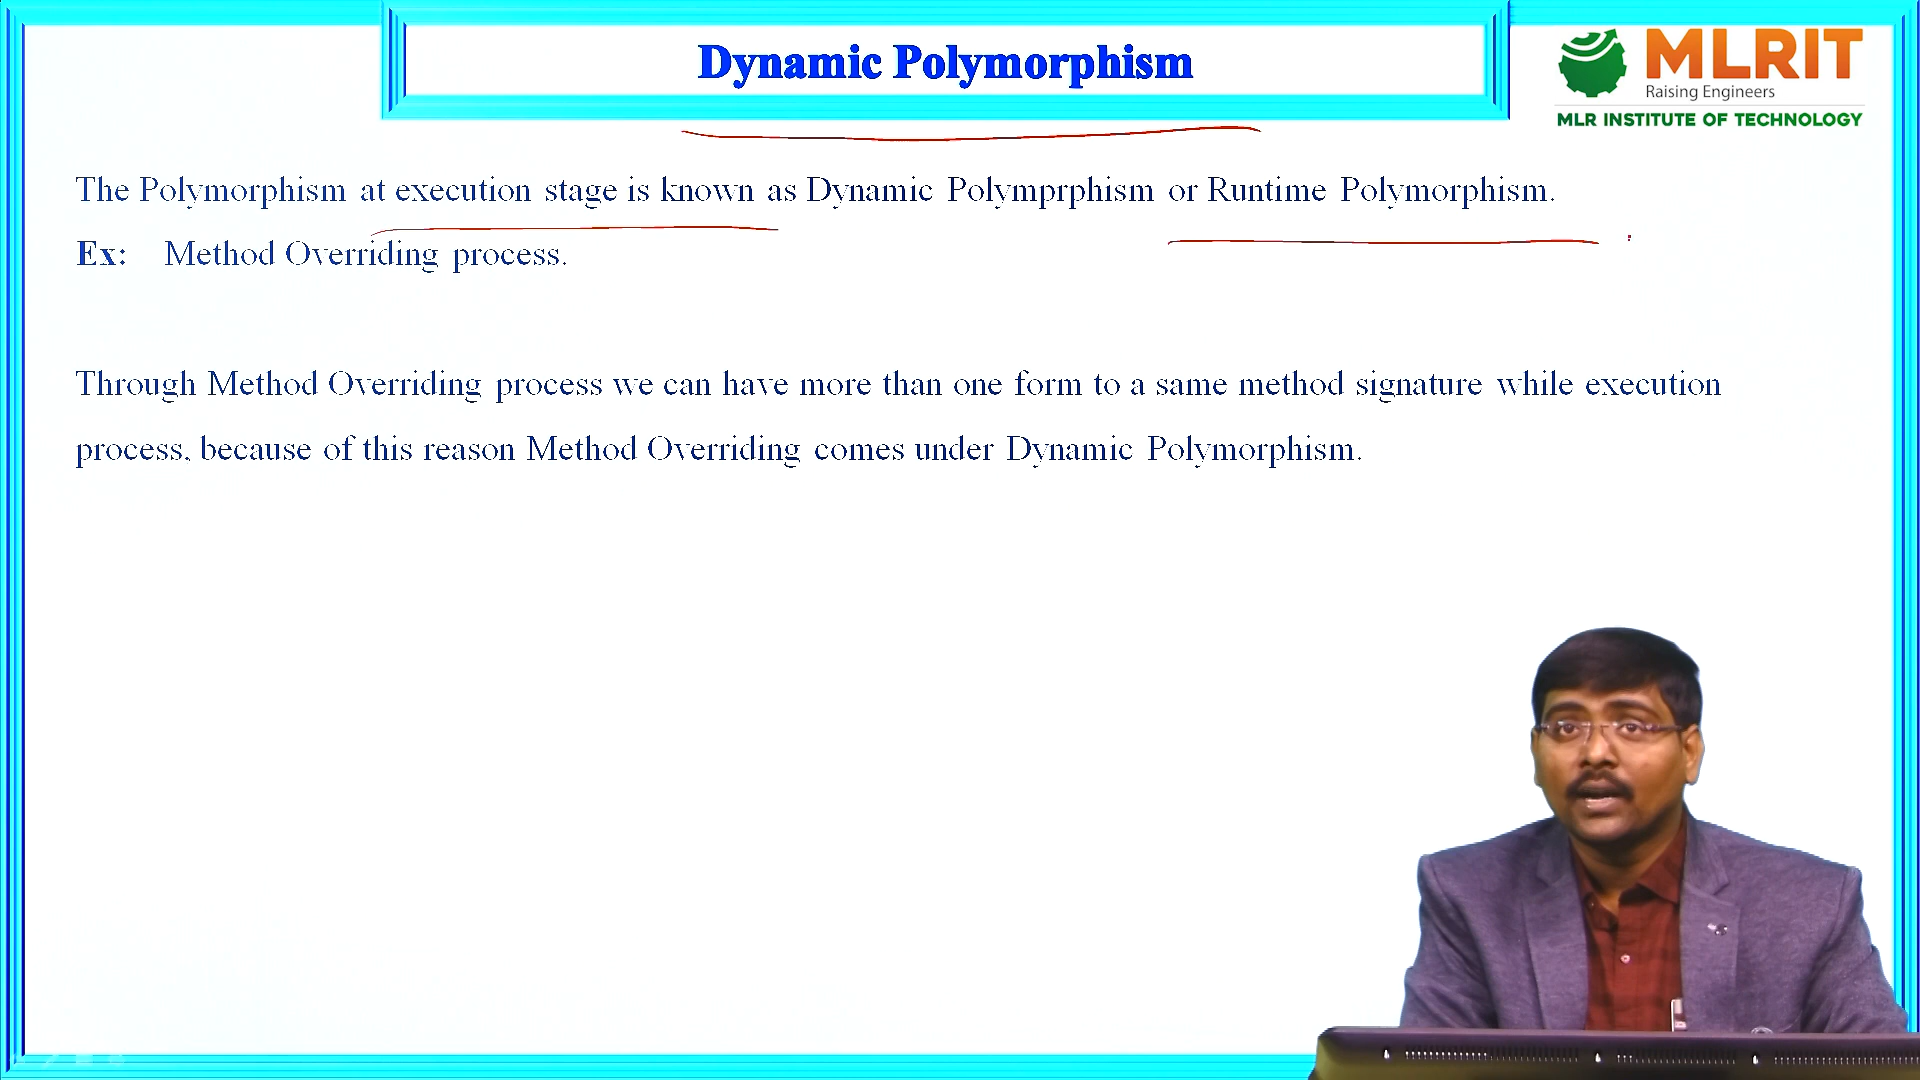 Dynamic Polymorphism
MLRIT
Raising Engineers
MLR INSTITUTE OF TECHNOLOGY
The Polymorphism at execution stage is known as Dynamic Polymprphism or Runtime Polymorphism.
Ex: Method Overriding process.
Through Method Overriding process we can have more than one form to a same method signature while execution
process, because of this reason Method Overriding comes under Dynamic Polymorphism.